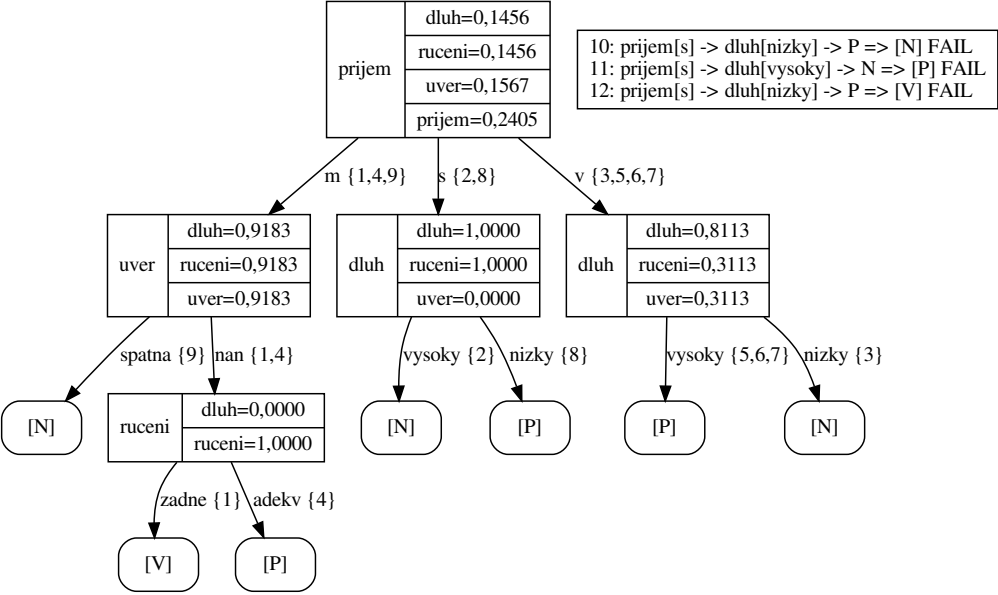 prijem
dluh=0,1456
ruceni=0,1456
uver=0,1567
prijem=0,2405
10: prijem[s] -> dluh[nizky] -> P => [N] FAIL
11: prijem[s] -> dluh[vysoky] -> N => [P] FAIL
12: prijem[s] -> dluh[nizky] -> P => [V] FAIL
m {1,4,9}
s {2,8}
v {3,5,6,7}
uver
dluh=0,9183
ruceni=0,9183
uver=0,9183
dluh
dluh=1,0000
ruceni=1,0000
uver=0,0000
dluh
dluh=0,8113
ruceni=0,3113
uver=0,3113
spatna {9}
nan {1,4}
vysoky {2}
nizky {8}
vysoky {5,6,7}
nizky {3}
[N]
ruceni
dluh=0,0000
ruceni=1,0000
[N]
[P]
[P]
[N]
zadne {1}
adekv {4}
[V]
[P]